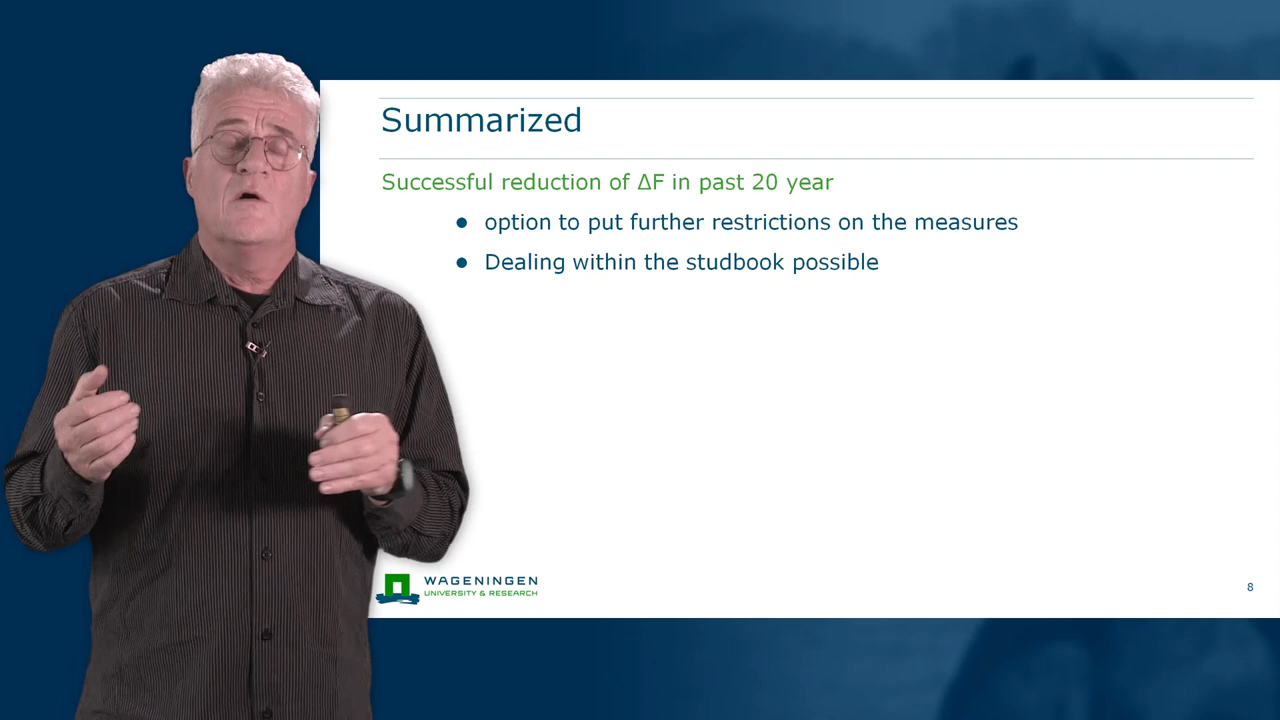 Summarized
Successful reduction of ΔF in past 20 year
● option to put further restrictions on the measures
● Dealing within the studbook possible
WAGENINGEN
UNIVERSITY & RESEARCH
8